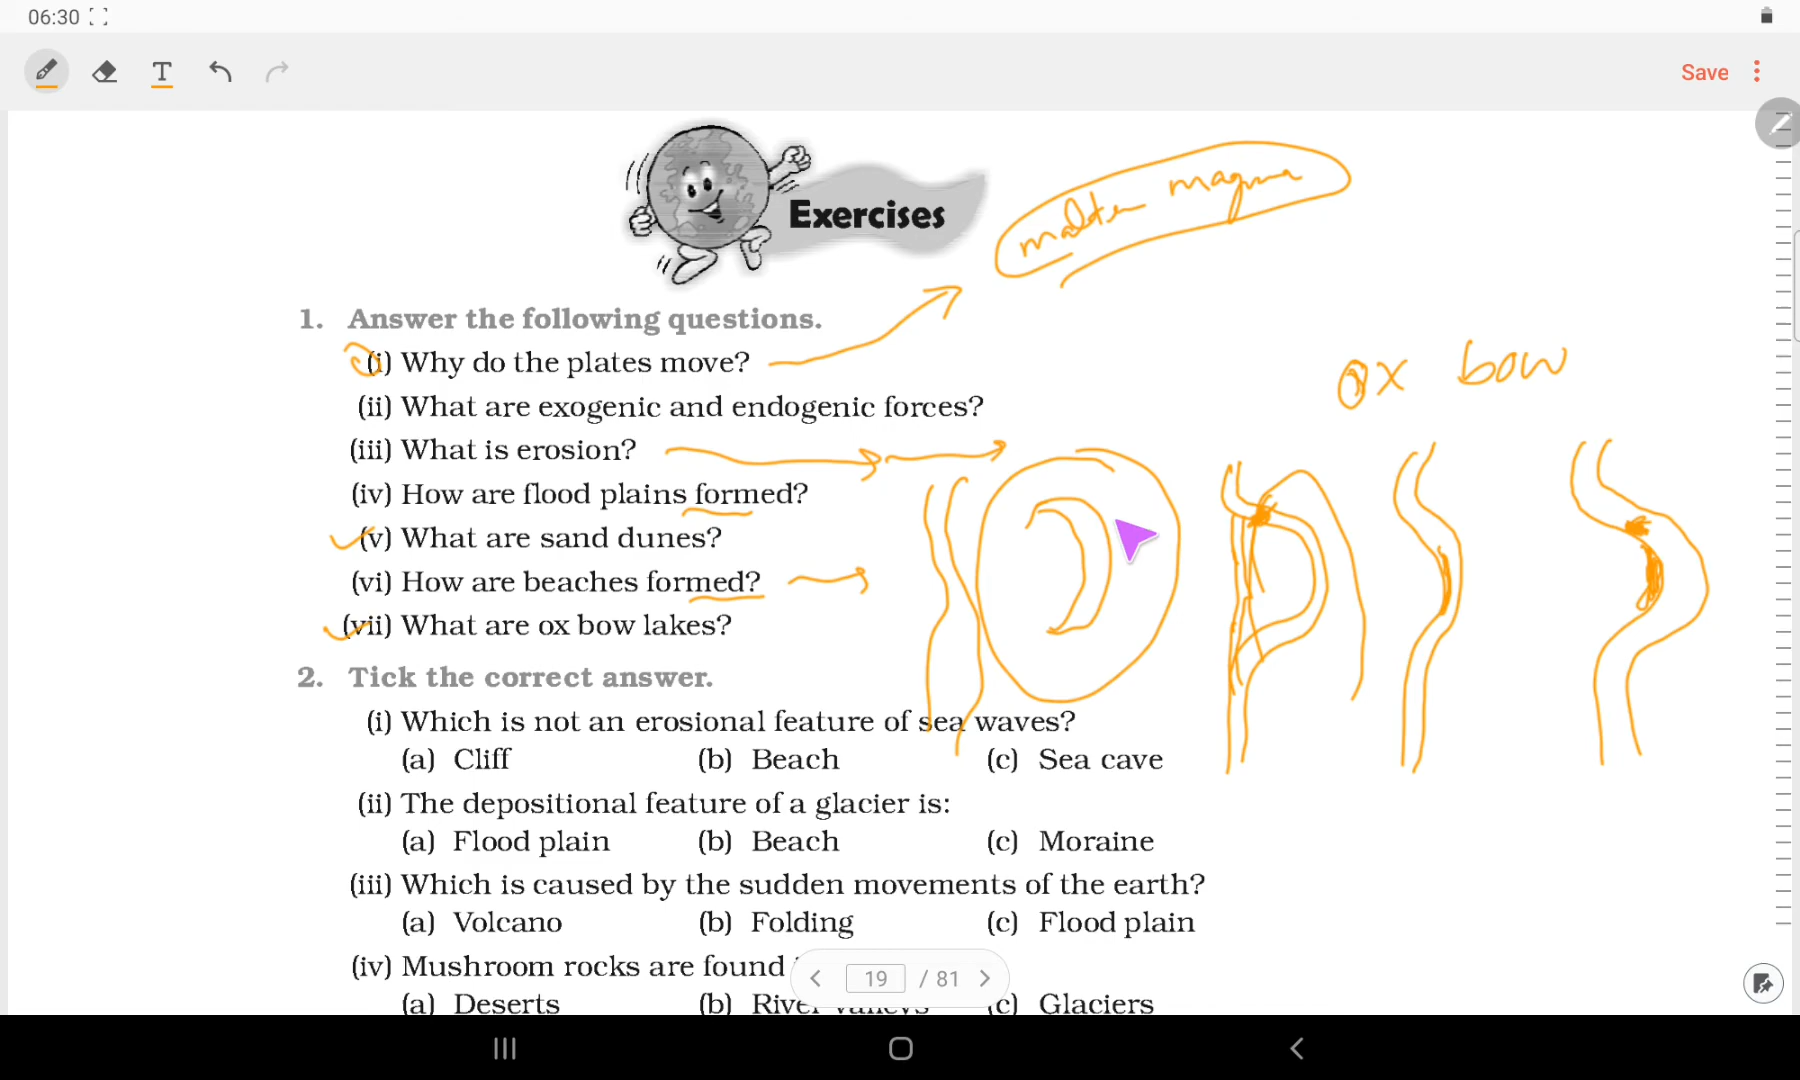 06:30
T
Save
Exercises
molten magma
1. Answer the following questions.
(i) Why do the plates move?
ox bow
(ii) What are exogenic and endogenic forces?
(iii) What is erosion?
(iv) How are flood plains formed?
(v) What are sand dunes?
(vi) How are beaches formed?
(vii) What are ox bow lakes?
2. Tick the correct answer.
(i) Which is not an erosional feature of sea waves?
(a) Cliff (b) Beach (c) Sea cave
(ii) The depositional feature of a glacier is:
(a) Flood plain (b) Beach (c) Moraine
(iii) Which is caused by the sudden movements of the earth?
(a) Volcano (b) Folding (c) Flood plain
(iv) Mushroom rocks are found
19 / 81
(a) Deserts (b) River valleys (c) Glaciers